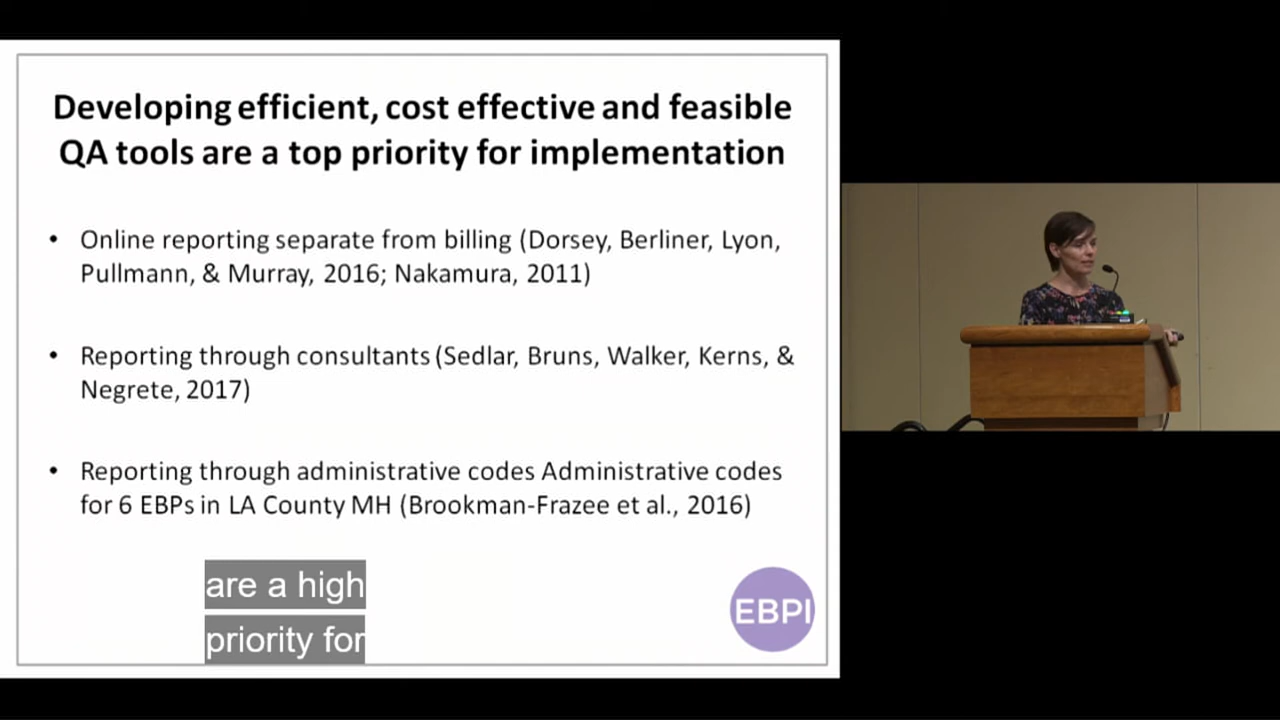 Developing efficient, cost effective and feasible
QA tools are a top priority for implementation
• Online reporting separate from billing (Dorsey, Berliner, Lyon,
Pullmann, & Murray, 2016; Nakamura, 2011)
• Reporting through consultants (Sedlar, Bruns, Walker, Kerns, &
Negrete, 2017)
• Reporting through administrative codes Administrative codes
for 6 EBPs in LA County MH (Brookman-Frazee et al., 2016)
are a high
priority for
EBPI